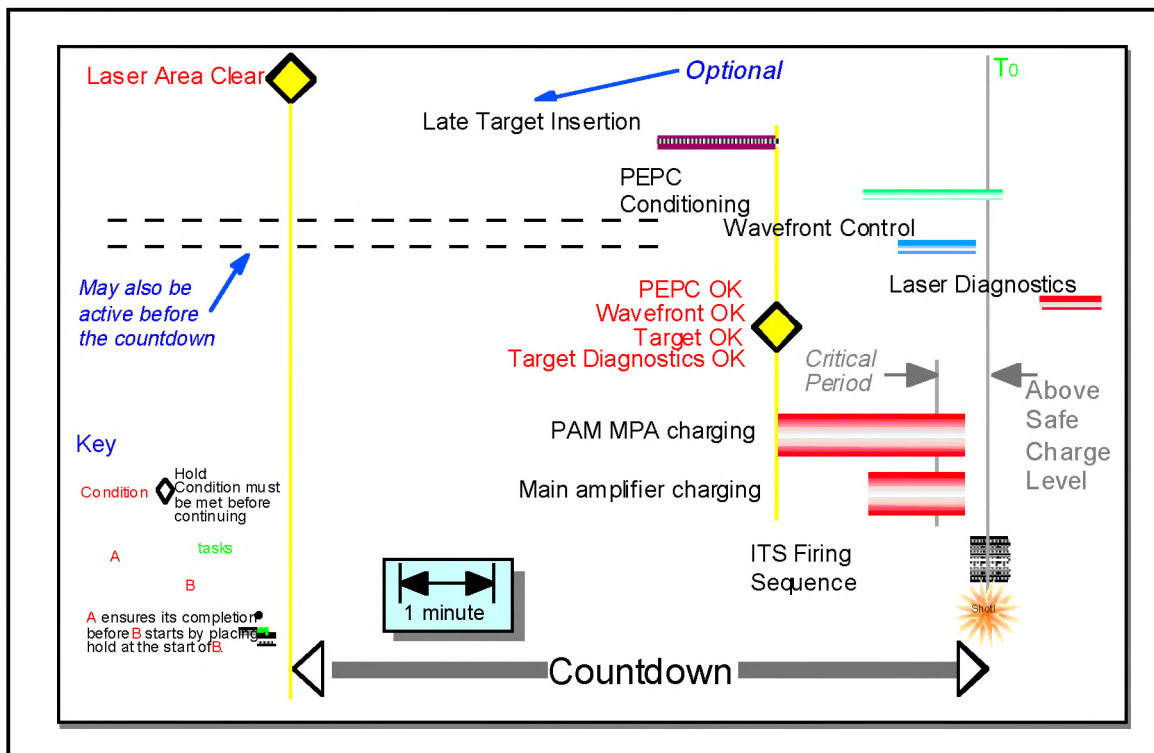 Laser Area Clear
Optional
T0
Late Target Insertion
PEPC
Conditioning
Wavefront Control
Laser Diagnostics
May also be
active before
the countdown
PEPC OK
Wavefront OK
Target OK
Target Diagnostics OK
Critical
Period
Above
Safe
Charge
Level
PAM MPA charging
Main amplifier charging
ITS Firing
Sequence
Shot!
Key
Condition
Hold:
Condition must
be met before
continuing
tasks
A
B
A ensures its completion
before B starts by placing
hold at the start of B.
1 minute
Countdown